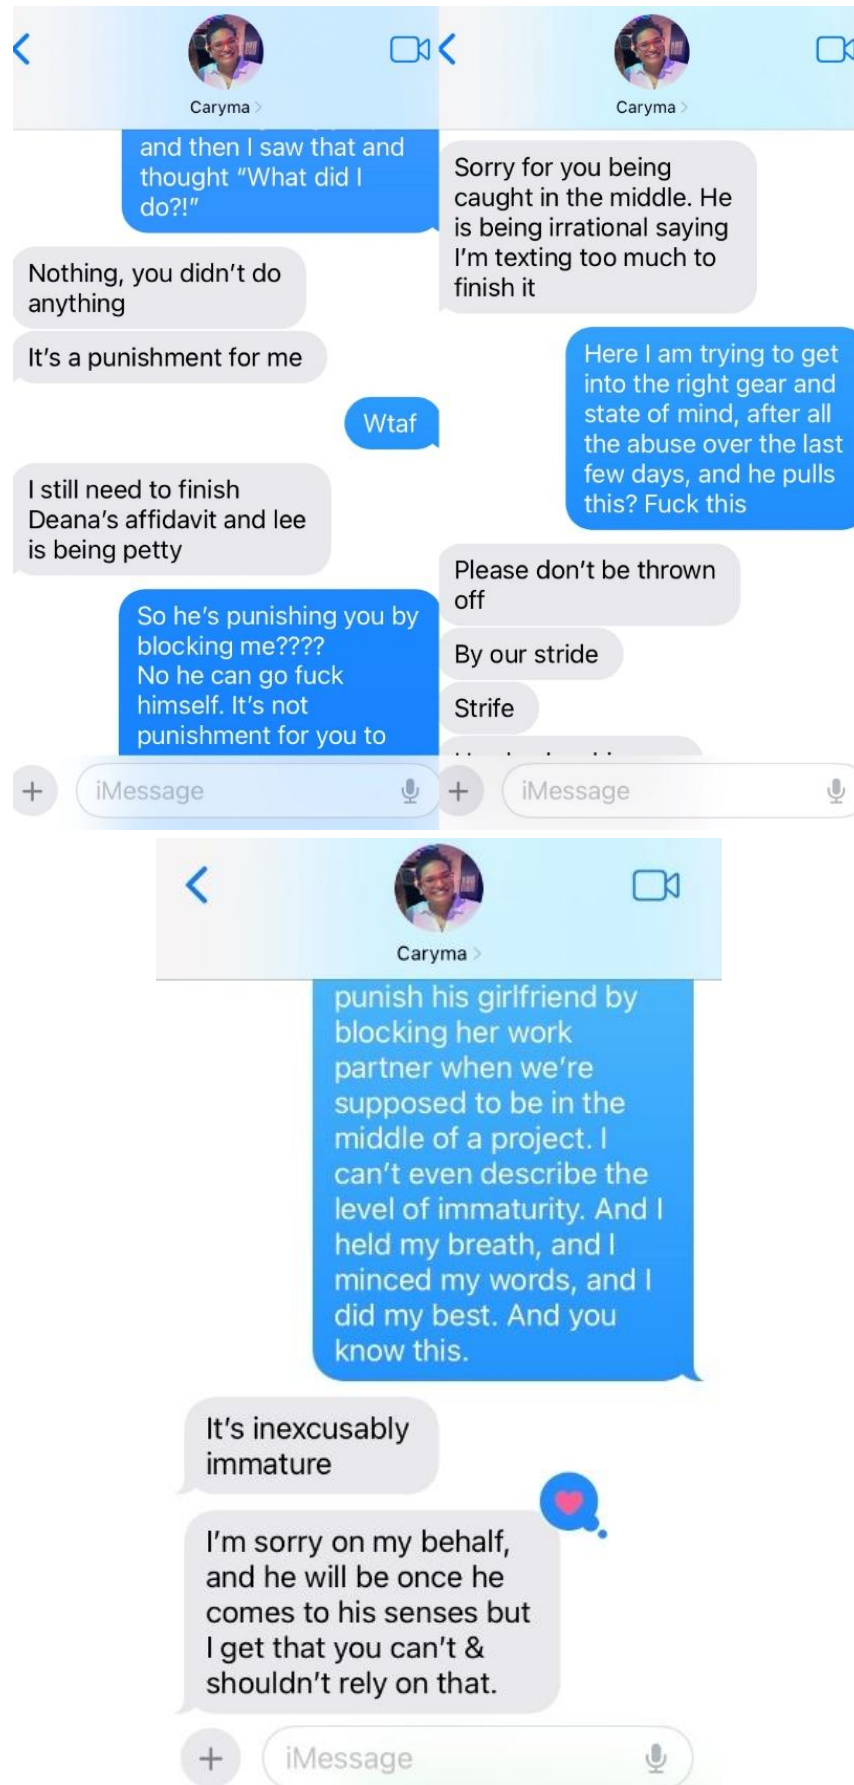 Caryma
and then I saw that and
thought “What did I
do?!”
Nothing, you didn’t do
anything
It’s a punishment for me
Wtaf
I still need to finish
Deana’s affidavit and lee
is being petty
So he’s punishing you by
blocking me????
No he can go fuck
himself. It’s not
punishment for you to
iMessage
Caryma
Sorry for you being
caught in the middle. He
is being irrational saying
I’m texting too much to
finish it
Here I am trying to get
into the right gear and
state of mind, after all
the abuse over the last
few days, and he pulls
this? Fuck this
Please don’t be thrown
off
By our stride
Strife
iMessage
Caryma
punish his girlfriend by
blocking her work
partner when we’re
supposed to be in the
middle of a project. I
can’t even describe the
level of immaturity. And I
held my breath, and I
minced my words, and I
did my best. And you
know this.
It’s inexcusably
immature
I’m sorry on my behalf,
and he will be once he
comes to his senses but
I get that you can’t &
shouldn’t rely on that.
iMessage